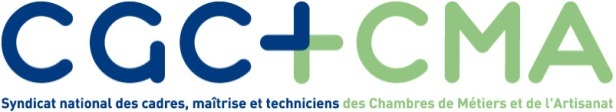 CGC+CMA
Syndicat national des cadres, maîtrise et techniciens des Chambres de Métiers et de l'Artisanat